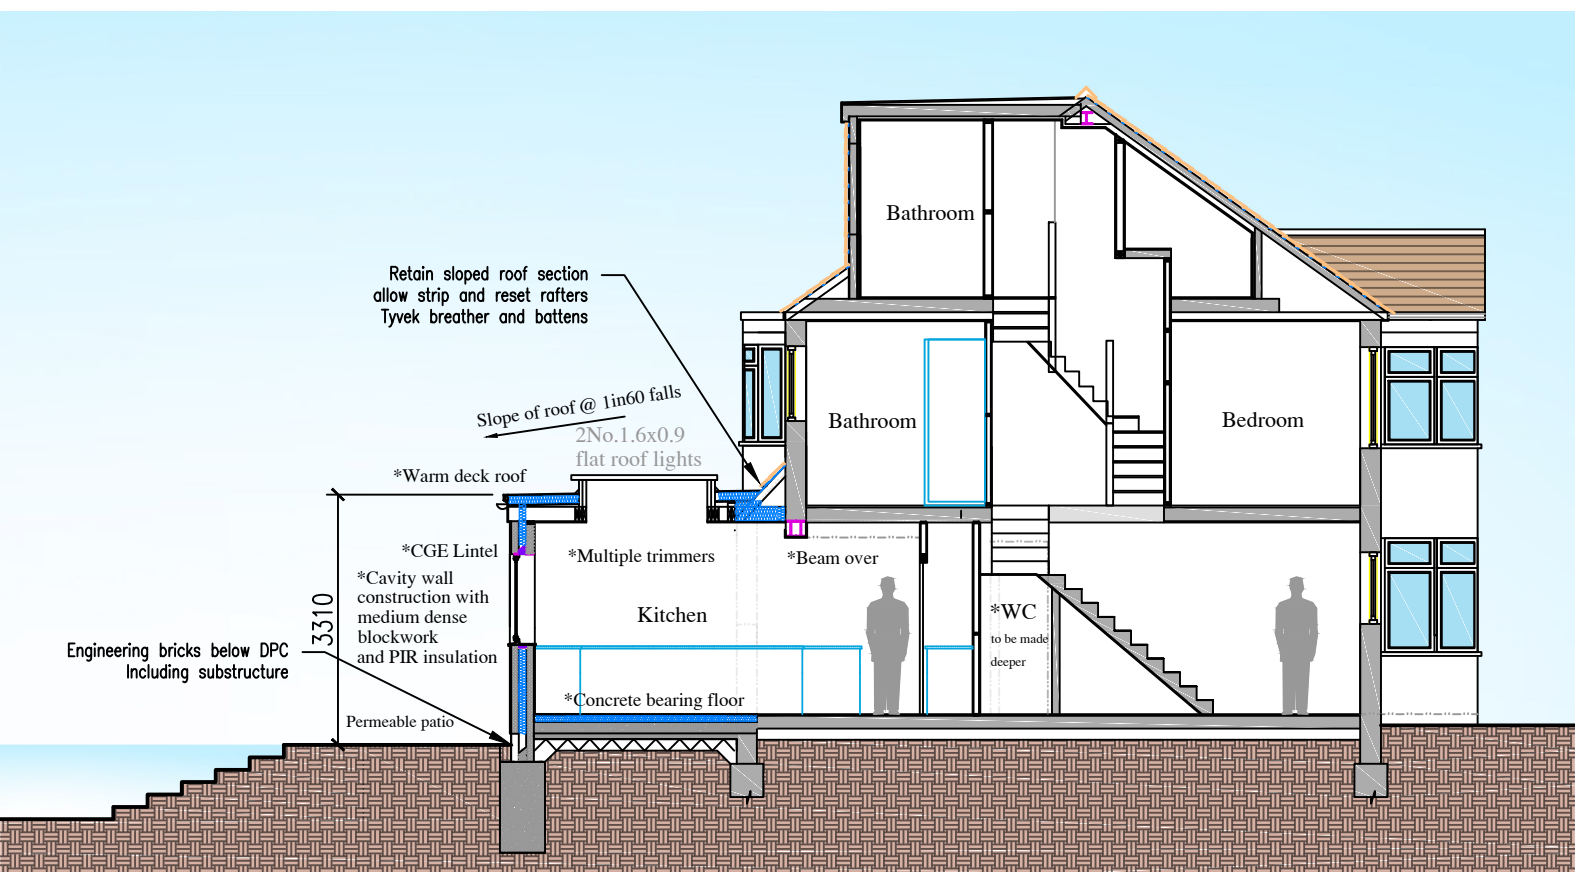 Bathroom
Retain sloped roof section
allow strip and reset rafters
Tyvek breather and battens
Slope of roof @ 1in60 falls
2No.1.6x0.9
flat roof lights
Bathroom
Bedroom
*Warm deck roof
*CGE Lintel
*Multiple trimmers
*Beam over
*Cavity wall
construction with
medium dense
blockwork
and PIR insulation
3310
Kitchen
*WC
to be made
deeper
Engineering bricks below DPC
Including substructure
*Concrete bearing floor
Permeable patio